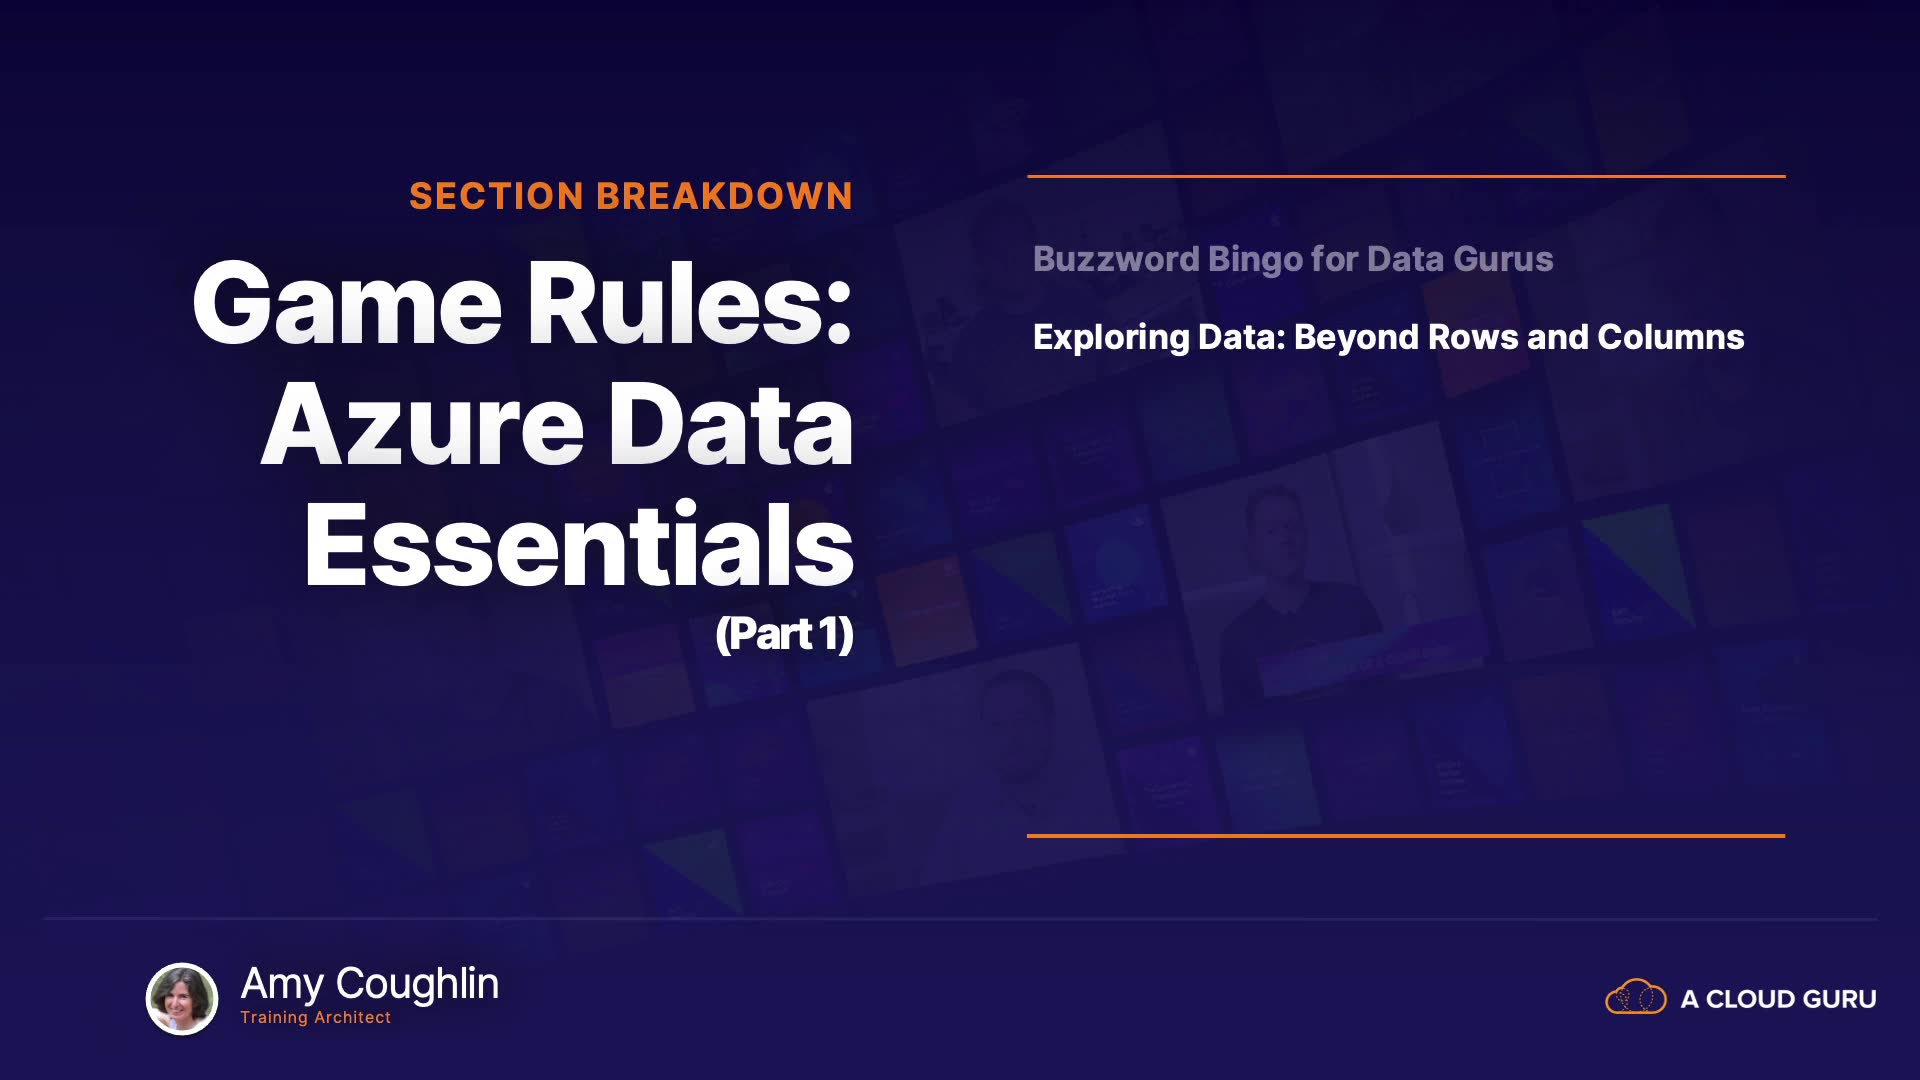 SECTION BREAKDOWN
Game Rules:
Azure Data
Essentials
(Part 1)
Buzzword Bingo for Data Gurus
Exploring Data: Beyond Rows and Columns
Amy Coughlin
Training Architect
A CLOUD GURU